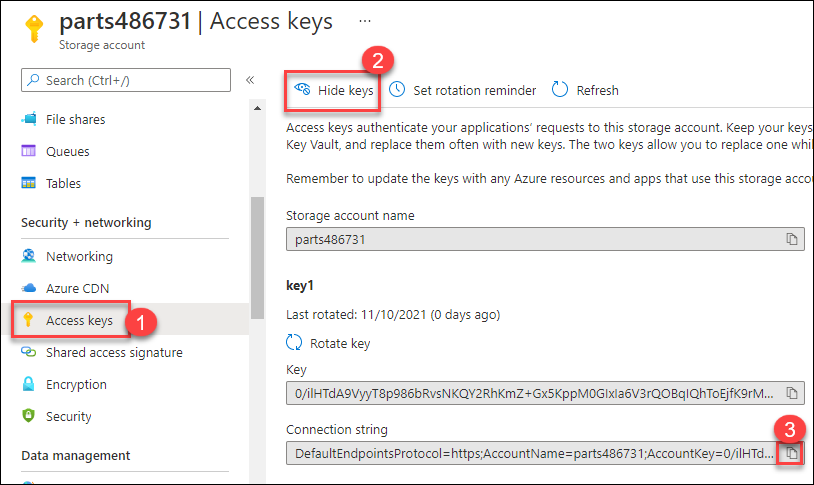 parts486731 | Access keys ...
Storage account
Search (Ctrl+/)
«
File shares
Queues
Tables
Security + networking
Networking
Azure CDN
Access keys
1
Shared access signature
Encryption
Security
Data management
2
Hide keys
Set rotation reminder
Refresh
Access keys authenticate your applications' requests to this storage account. Keep your keys
Key Vault, and replace them often with new keys. The two keys allow you to replace one whil
Remember to update the keys with any Azure resources and apps that use this storage accou
Storage account name
parts486731
key1
Last rotated: 11/10/2021 (0 days ago)
Rotate key
Key
0/ilHTdA9VyyT8p986bRvsNKQY2RhKmZ+Gx5KppM0GIxIa6V3rQOBqIQhToEjfK9rM...
3
Connection string
DefaultEndpointsProtocol=https;AccountName=parts486731;AccountKey=0/ilHTd...